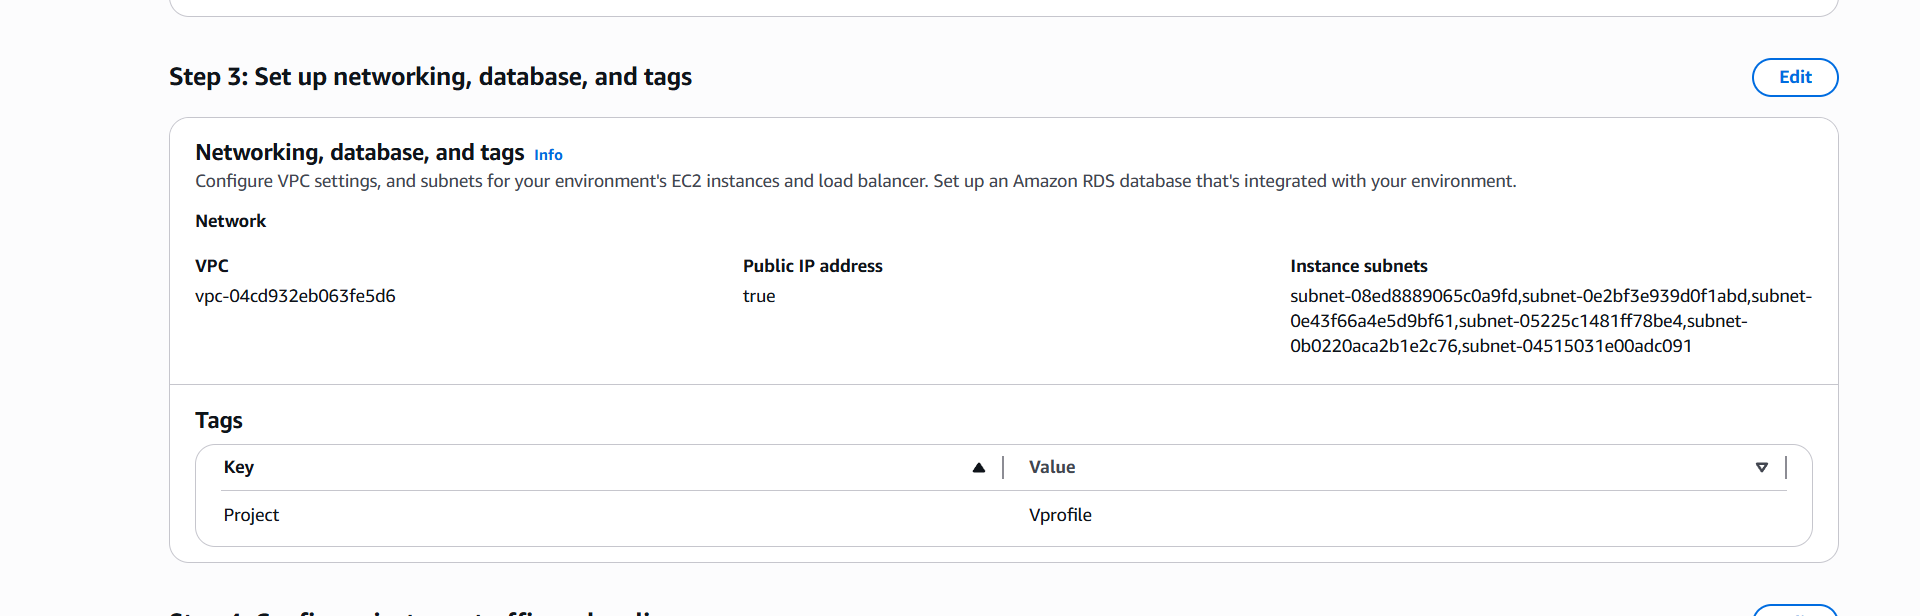 Step 3: Set up networking, database, and tags
Edit
Networking, database, and tags Info
Configure VPC settings, and subnets for your environment's EC2 instances and load balancer. Set up an Amazon RDS database that's integrated with your environment.
Network
VPC
vpc-04cd932eb063fe5d6
Public IP address
true
Instance subnets
subnet-08ed8889065c0a9fd,subnet-0e2bf3e939d0f1abd,subnet-
0e43f66a4e5d9bf61,subnet-05225c1481ff78be4,subnet-
0b0220aca2b1e2c76,subnet-04515031e00adc091
Tags
Key
Value
Project
Vprofile